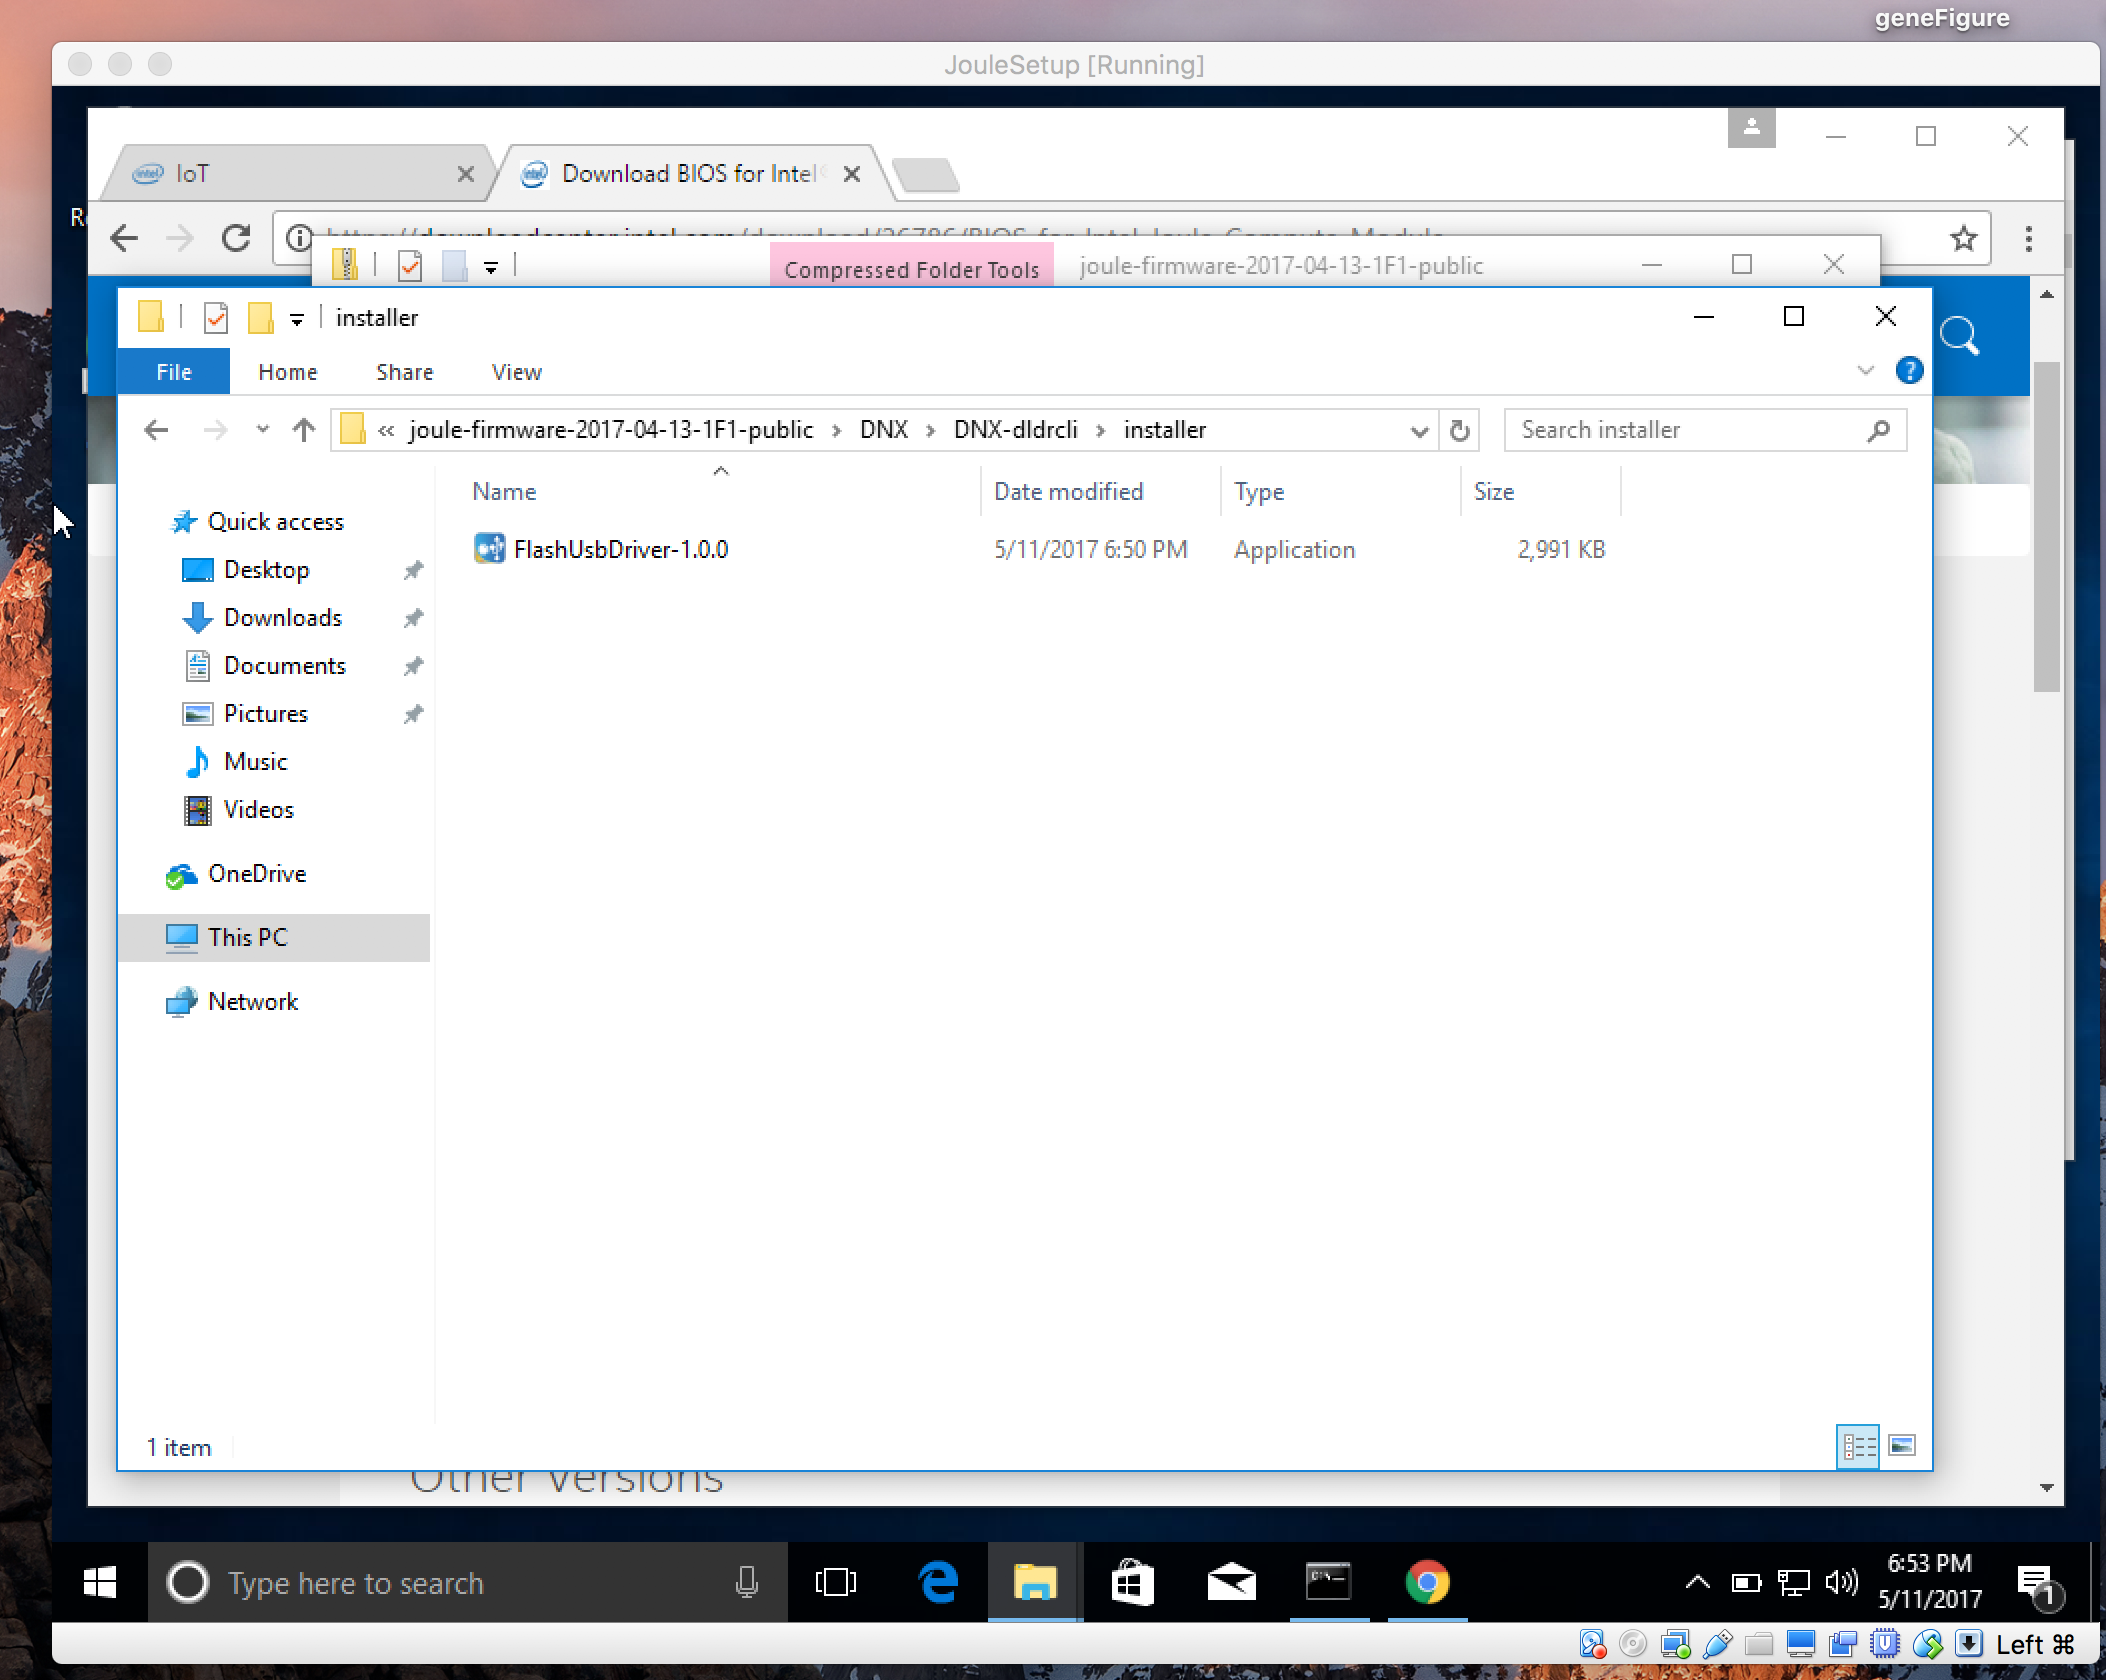 geneFigure
JouleSetup [Running]
IoT
Download BIOS for Intel
Compressed Folder Tools
joule-firmware-2017-04-13-1F1-public
installer
File Home Share View
« joule-firmware-2017-04-13-1F1-public › DNX › DNX-dldrcli › installer
Search installer
Name Date modified Type Size
FlashUsbDriver-1.0.0 5/11/2017 6:50 PM Application 2,991 KB
Quick access
Desktop
Downloads
Documents
Pictures
Music
Videos
OneDrive
This PC
Network
1 item
Other Versions
Type here to search
6:53 PM
5/11/2017
1
Left ⌘